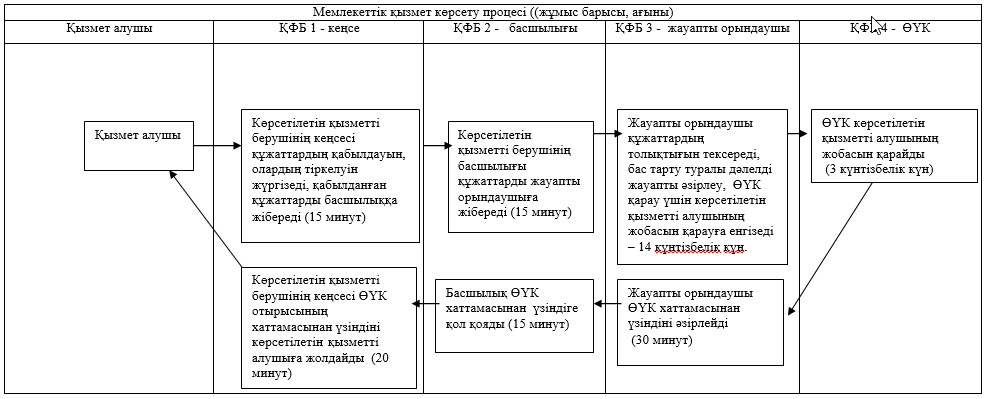 Мемлекеттік қызмет көрсету процесі ((жұмыс барысы, ағыны)
Қызмет алушы
ҚФБ 1 - кеңсе
ҚФБ 2 - басшылығы
ҚФБ 3 - жауапты орындаушы
ҚФБ 4 - ӨҮК
Қызмет алушы
Көрсетілетін қызметті
берушінің кеңсесі
құжаттардың қабылдауын,
олардың тіркелуін
жүргізеді, қабылданған
құжаттарды басшылыққа
жібереді (15 минут)
Көрсетілетін
қызметті берушінің
басшылығы
құжаттарды жауапты
орындаушыға
жібереді (15 минут)
Жауапты орындаушы
құжаттардың
толықтығын тексереді,
бас тарту туралы дәлелді
жауапты әзірлеу, ӨҮК
қарау үшін көрсетілетін
қызметті алушының
жобасын қарауға енгізеді
– 14 күнтізбелік күн.
ӨҮК көрсетілетін
қызметті алушының
жобасын қарайды
(3 күнтізбелік күн)
Көрсетілетін қызметті
берушінің кеңсесі ӨҮК
отырысының
хаттамасынан үзіндіні
көрсетілетін қызметті
алушыға жолдайды (20
минут)
Басшылық ӨҮК
хаттамасынан үзіндіге
қол қояды (15 минут)
Жауапты орындаушы
ӨҮК хаттамасынан
үзіндіні әзірлейді
(30 минут)